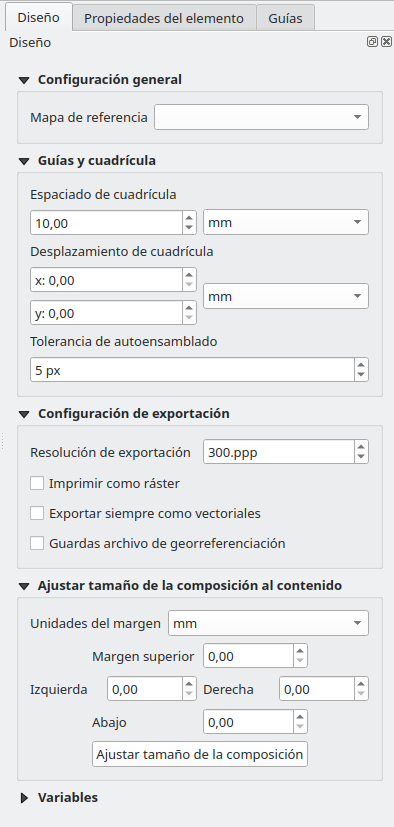 Diseño Propiedades del elemento Guías
Diseño
Configuración general
Mapa de referencia
Guías y cuadrícula
Espaciado de cuadrícula
10,00 mm
Desplazamiento de cuadrícula
x: 0,00
mm
y: 0,00
Tolerancia de autoensamblado
5 px
Configuración de exportación
Resolución de exportación 300.ppp
Imprimir como ráster
Exportar siempre como vectoriales
Guardas archivo de georreferenciación
Ajustar tamaño de la composición al contenido
Unidades del margen mm
Margen superior 0,00
Izquierda 0,00 Derecha 0,00
Abajo 0,00
Ajustar tamaño de la composición
Variables